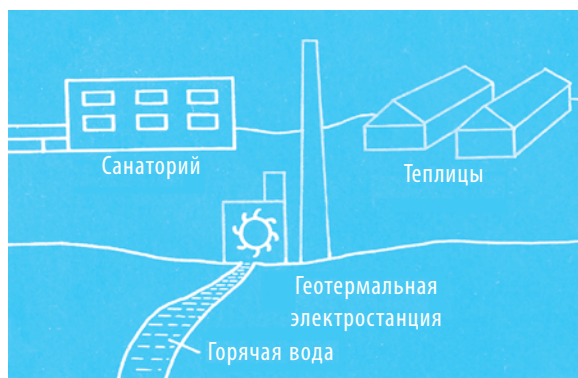 Санаторий
Теплицы
Геотермальная
электростанция
Горячая вода